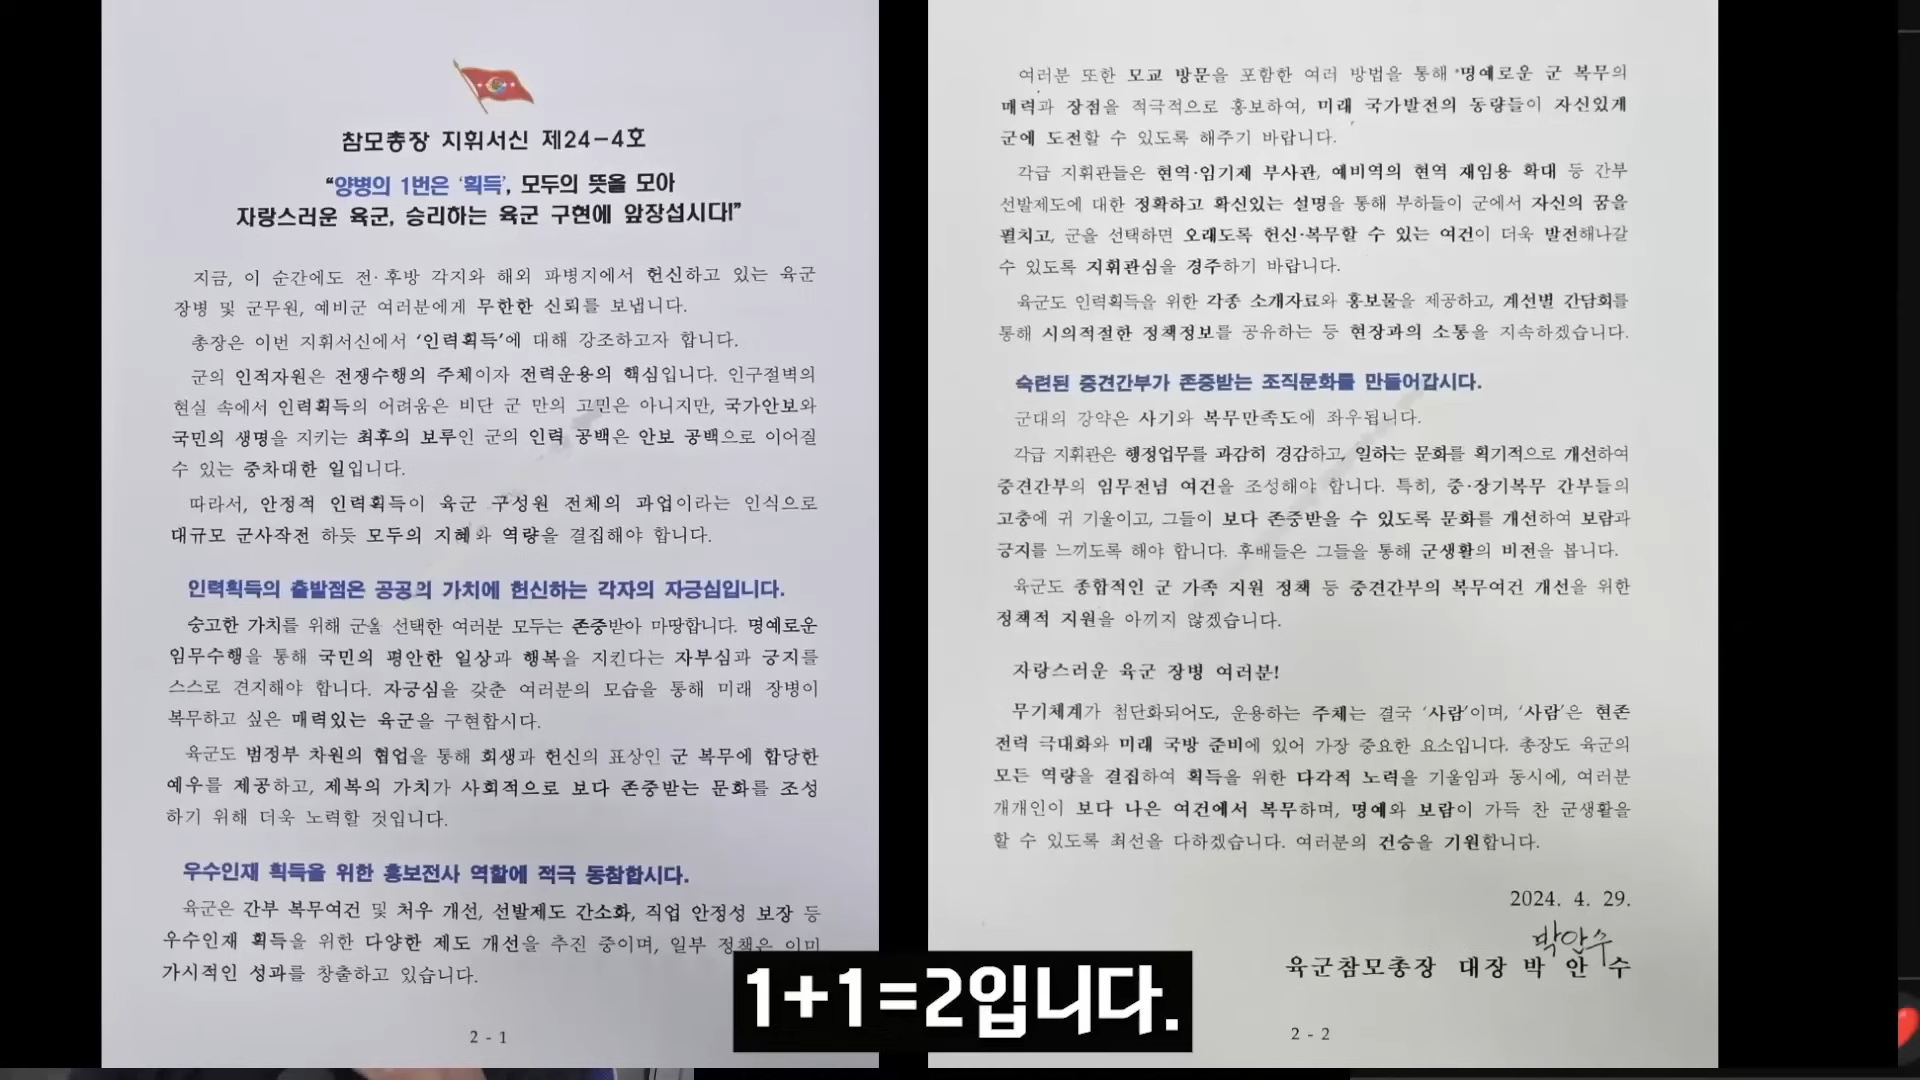 참모총장 지휘서신 제24-4호
“양병의 1번은 ‘획득’, 모두의 뜻을 모아
자랑스러운 육군, 승리하는 육군 구현에 앞장섭시다!”
지금, 이 순간에도 전·후방 각지와 해외 파병지에서 헌신하고 있는 육군
장병 및 군무원, 예비군 여러분에게 무한한 신뢰를 보냅니다.
총장은 이번 지휘서신에서 ‘인력획득’에 대해 강조하고자 합니다.
군의 인적자원은 전쟁수행의 주체이자 전력운용의 핵심입니다. 인구절벽의
현실 속에서 인력획득의 어려움은 비단 군 만의 고민은 아니지만, 국가안보와
국민의 생명을 지키는 최후의 보루인 군의 인력 공백은 안보 공백으로 이어질
수 있는 중차대한 일입니다.
따라서, 안정적 인력획득이 육군 구성원 전체의 과업이라는 인식으로
대규모 군사작전 하듯 모두의 지혜와 역량을 결집해야 합니다.
인력획득의 출발점은 공공의 가치에 헌신하는 각자의 자긍심입니다.
숭고한 가치를 위해 군을 선택한 여러분 모두는 존중받아 마땅합니다. 명예로운
임무수행을 통해 국민의 평안한 일상과 행복을 지킨다는 자부심과 긍지를
스스로 견지해야 합니다. 자긍심을 갖춘 여러분의 모습을 통해 미래 장병이
복무하고 싶은 매력있는 육군을 구현합시다.
육군도 범정부 차원의 협업을 통해 희생과 헌신의 표상인 군 복무에 합당한
예우를 제공하고, 제복의 가치가 사회적으로 보다 존중받는 문화를 조성
하기 위해 더욱 노력할 것입니다.
우수인재 획득을 위한 홍보전사 역할에 적극 동참합시다.
육군은 간부 복무여건 및 처우 개선, 선발제도 간소화, 직업 안정성 보장 등
우수인재 획득을 위한 다양한 제도 개선을 추진 중이며, 일부 정책은 이미
가시적인 성과를 창출하고 있습니다.
2 - 1
여러분 또한 모교 방문을 포함한 여러 방법을 통해 명예로운 군 복무의
매력과 장점을 적극적으로 홍보하여, 미래 국가발전의 동량들이 자신있게
군에 도전할 수 있도록 해주기 바랍니다.
각급 지휘관들은 현역·임기제 부사관, 예비역의 현역 재임용 확대 등 간부
선발제도에 대한 정확하고 확신있는 설명을 통해 부하들이 군에서 자신의 꿈을
펼치고, 군을 선택하면 오래도록 헌신·복무할 수 있는 여건이 더욱 발전해나갈
수 있도록 지휘관심을 경주하기 바랍니다.
육군도 인력획득을 위한 각종 소개자료와 홍보물을 제공하고, 계선별 간담회를
통해 시의적절한 정책정보를 공유하는 등 현장과의 소통을 지속하겠습니다.
숙련된 중견간부가 존중받는 조직문화를 만들어갑시다.
군대의 강약은 사기와 복무만족도에 좌우됩니다.
각급 지휘관은 행정업무를 과감히 경감하고, 일하는 문화를 획기적으로 개선하여
중견간부의 임무전념 여건을 조성해야 합니다. 특히, 중·장기복무 간부들의
고충에 귀 기울이고, 그들이 보다 존중받을 수 있도록 문화를 개선하여 보람과
긍지를 느끼도록 해야 합니다. 후배들은 그들을 통해 군생활의 비전을 봅니다.
육군도 종합적인 군 가족 지원 정책 등 중견간부의 복무여건 개선을 위한
정책적 지원을 아끼지 않겠습니다.
자랑스러운 육군 장병 여러분!
무기체계가 첨단화되어도, 운용하는 주체는 결국 ‘사람’이며, ‘사람’은 현존
전력 극대화와 미래 국방 준비에 있어 가장 중요한 요소입니다. 총장도 육군의
모든 역량을 결집하여 획득을 위한 다각적 노력을 기울임과 동시에, 여러분
개개인이 보다 나은 여건에서 복무하며, 명예와 보람이 가득 찬 군생활을
할 수 있도록 최선을 다하겠습니다. 여러분의 건승을 기원합니다.
2024. 4. 29.
박안수
육군참모총장 대장 박 안 수
2 - 2
1+1=2입니다.